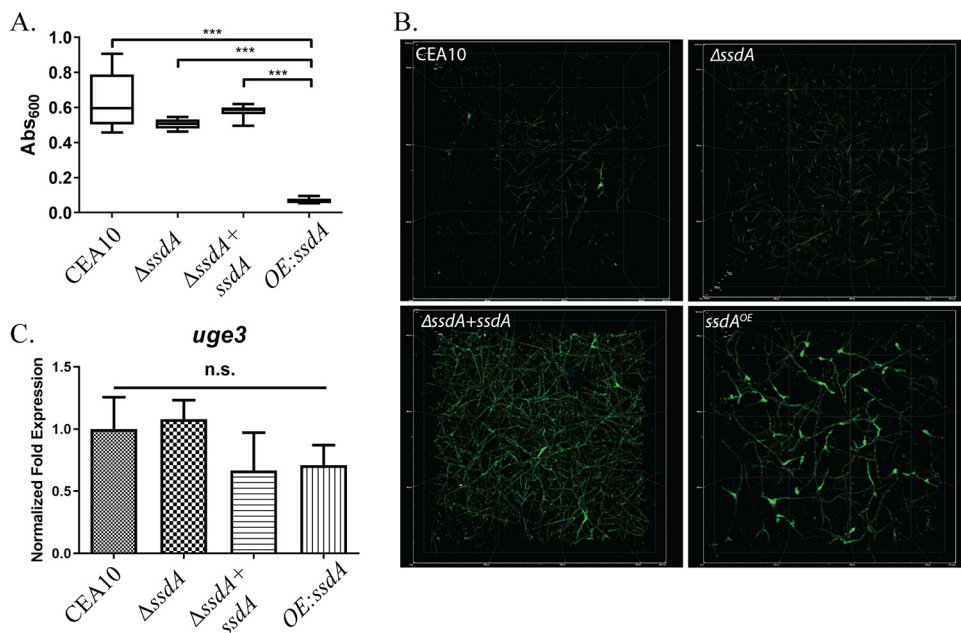 A.
***
***
***
1.0
0.8
0.6
0.4
0.2
0.0
Abs600
CEA10
ΔssdA
ΔssdA+
ssdA
OE:ssdA
B.
CEA10
ΔssdA
ΔssdA+ssdA
ssdAOE
C.
uge3
n.s.
1.5
1.0
0.5
0.0
Normalized Fold Expression
CEA10
ΔssdA
ΔssdA+
ssdA
OE:ssdA